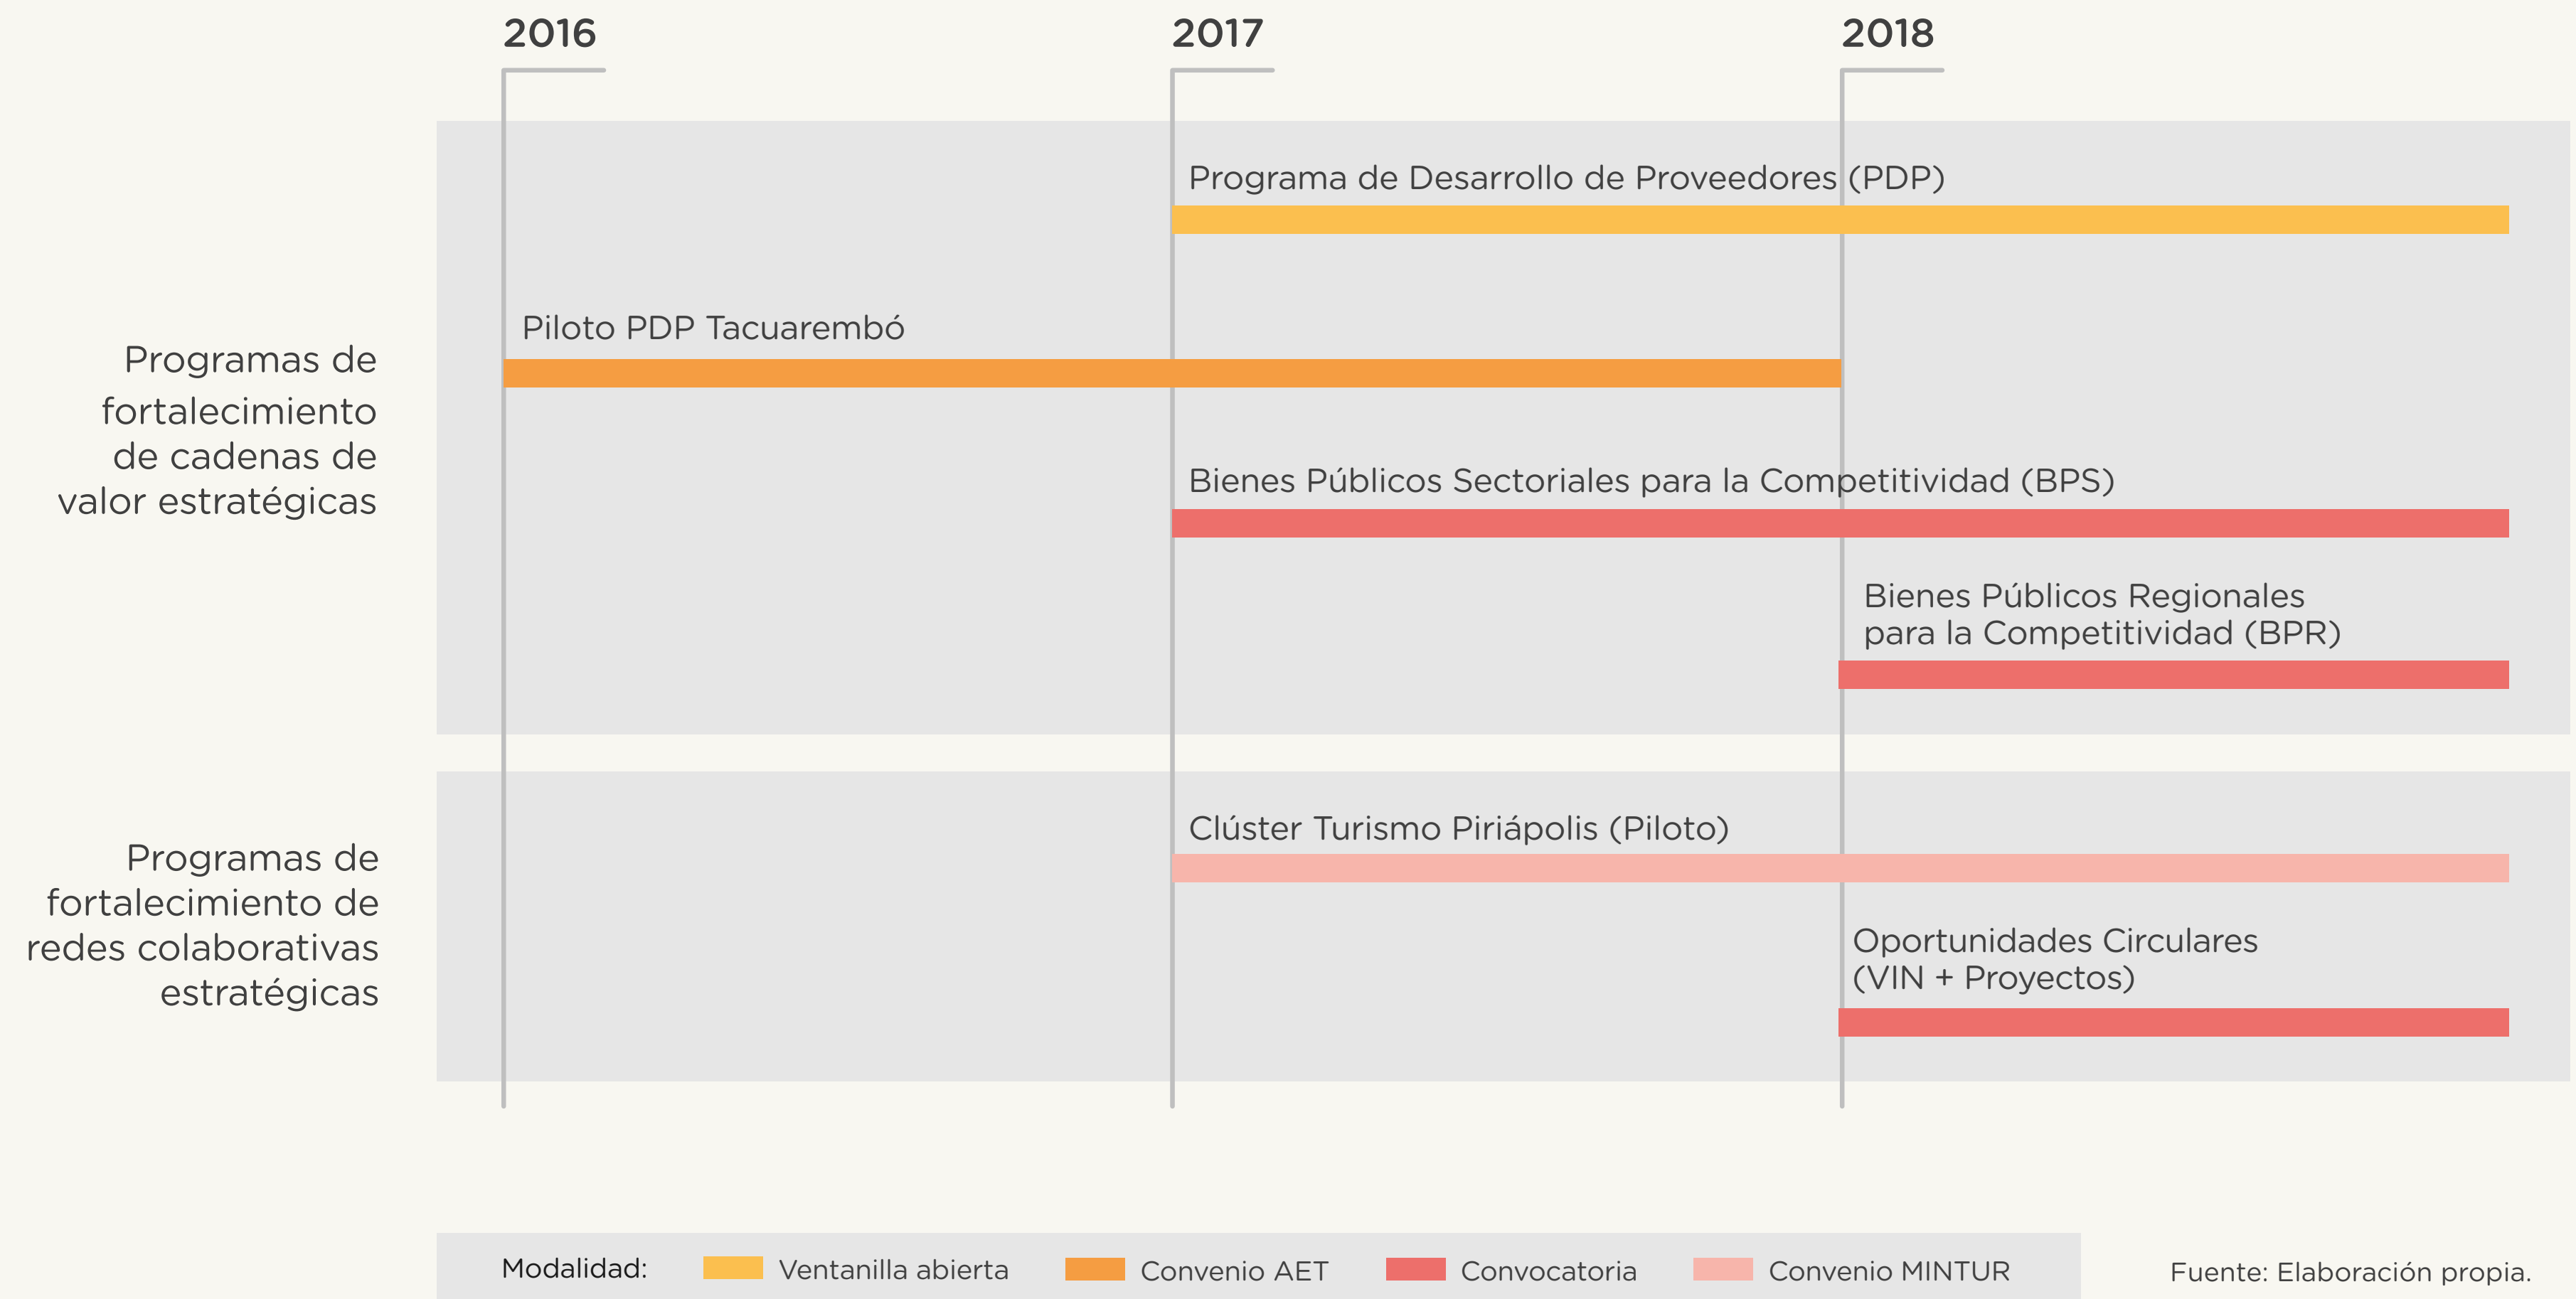 2016
2017
2018
Programas de
fortalecimiento
de cadenas de
valor estratégicas
Programa de Desarrollo de Proveedores (PDP)
Piloto PDP Tacuarembó
Bienes Públicos Sectoriales para la Competitividad (BPS)
Bienes Públicos Regionales
para la Competitividad (BPR)
Programas de
fortalecimiento de
redes colaborativas
estratégicas
Clúster Turismo Piriápolis (Piloto)
Oportunidades Circulares
(VIN + Proyectos)
Modalidad:
Ventanilla abierta
Convenio AET
Convocatoria
Convenio MINTUR
Fuente: Elaboración propia.